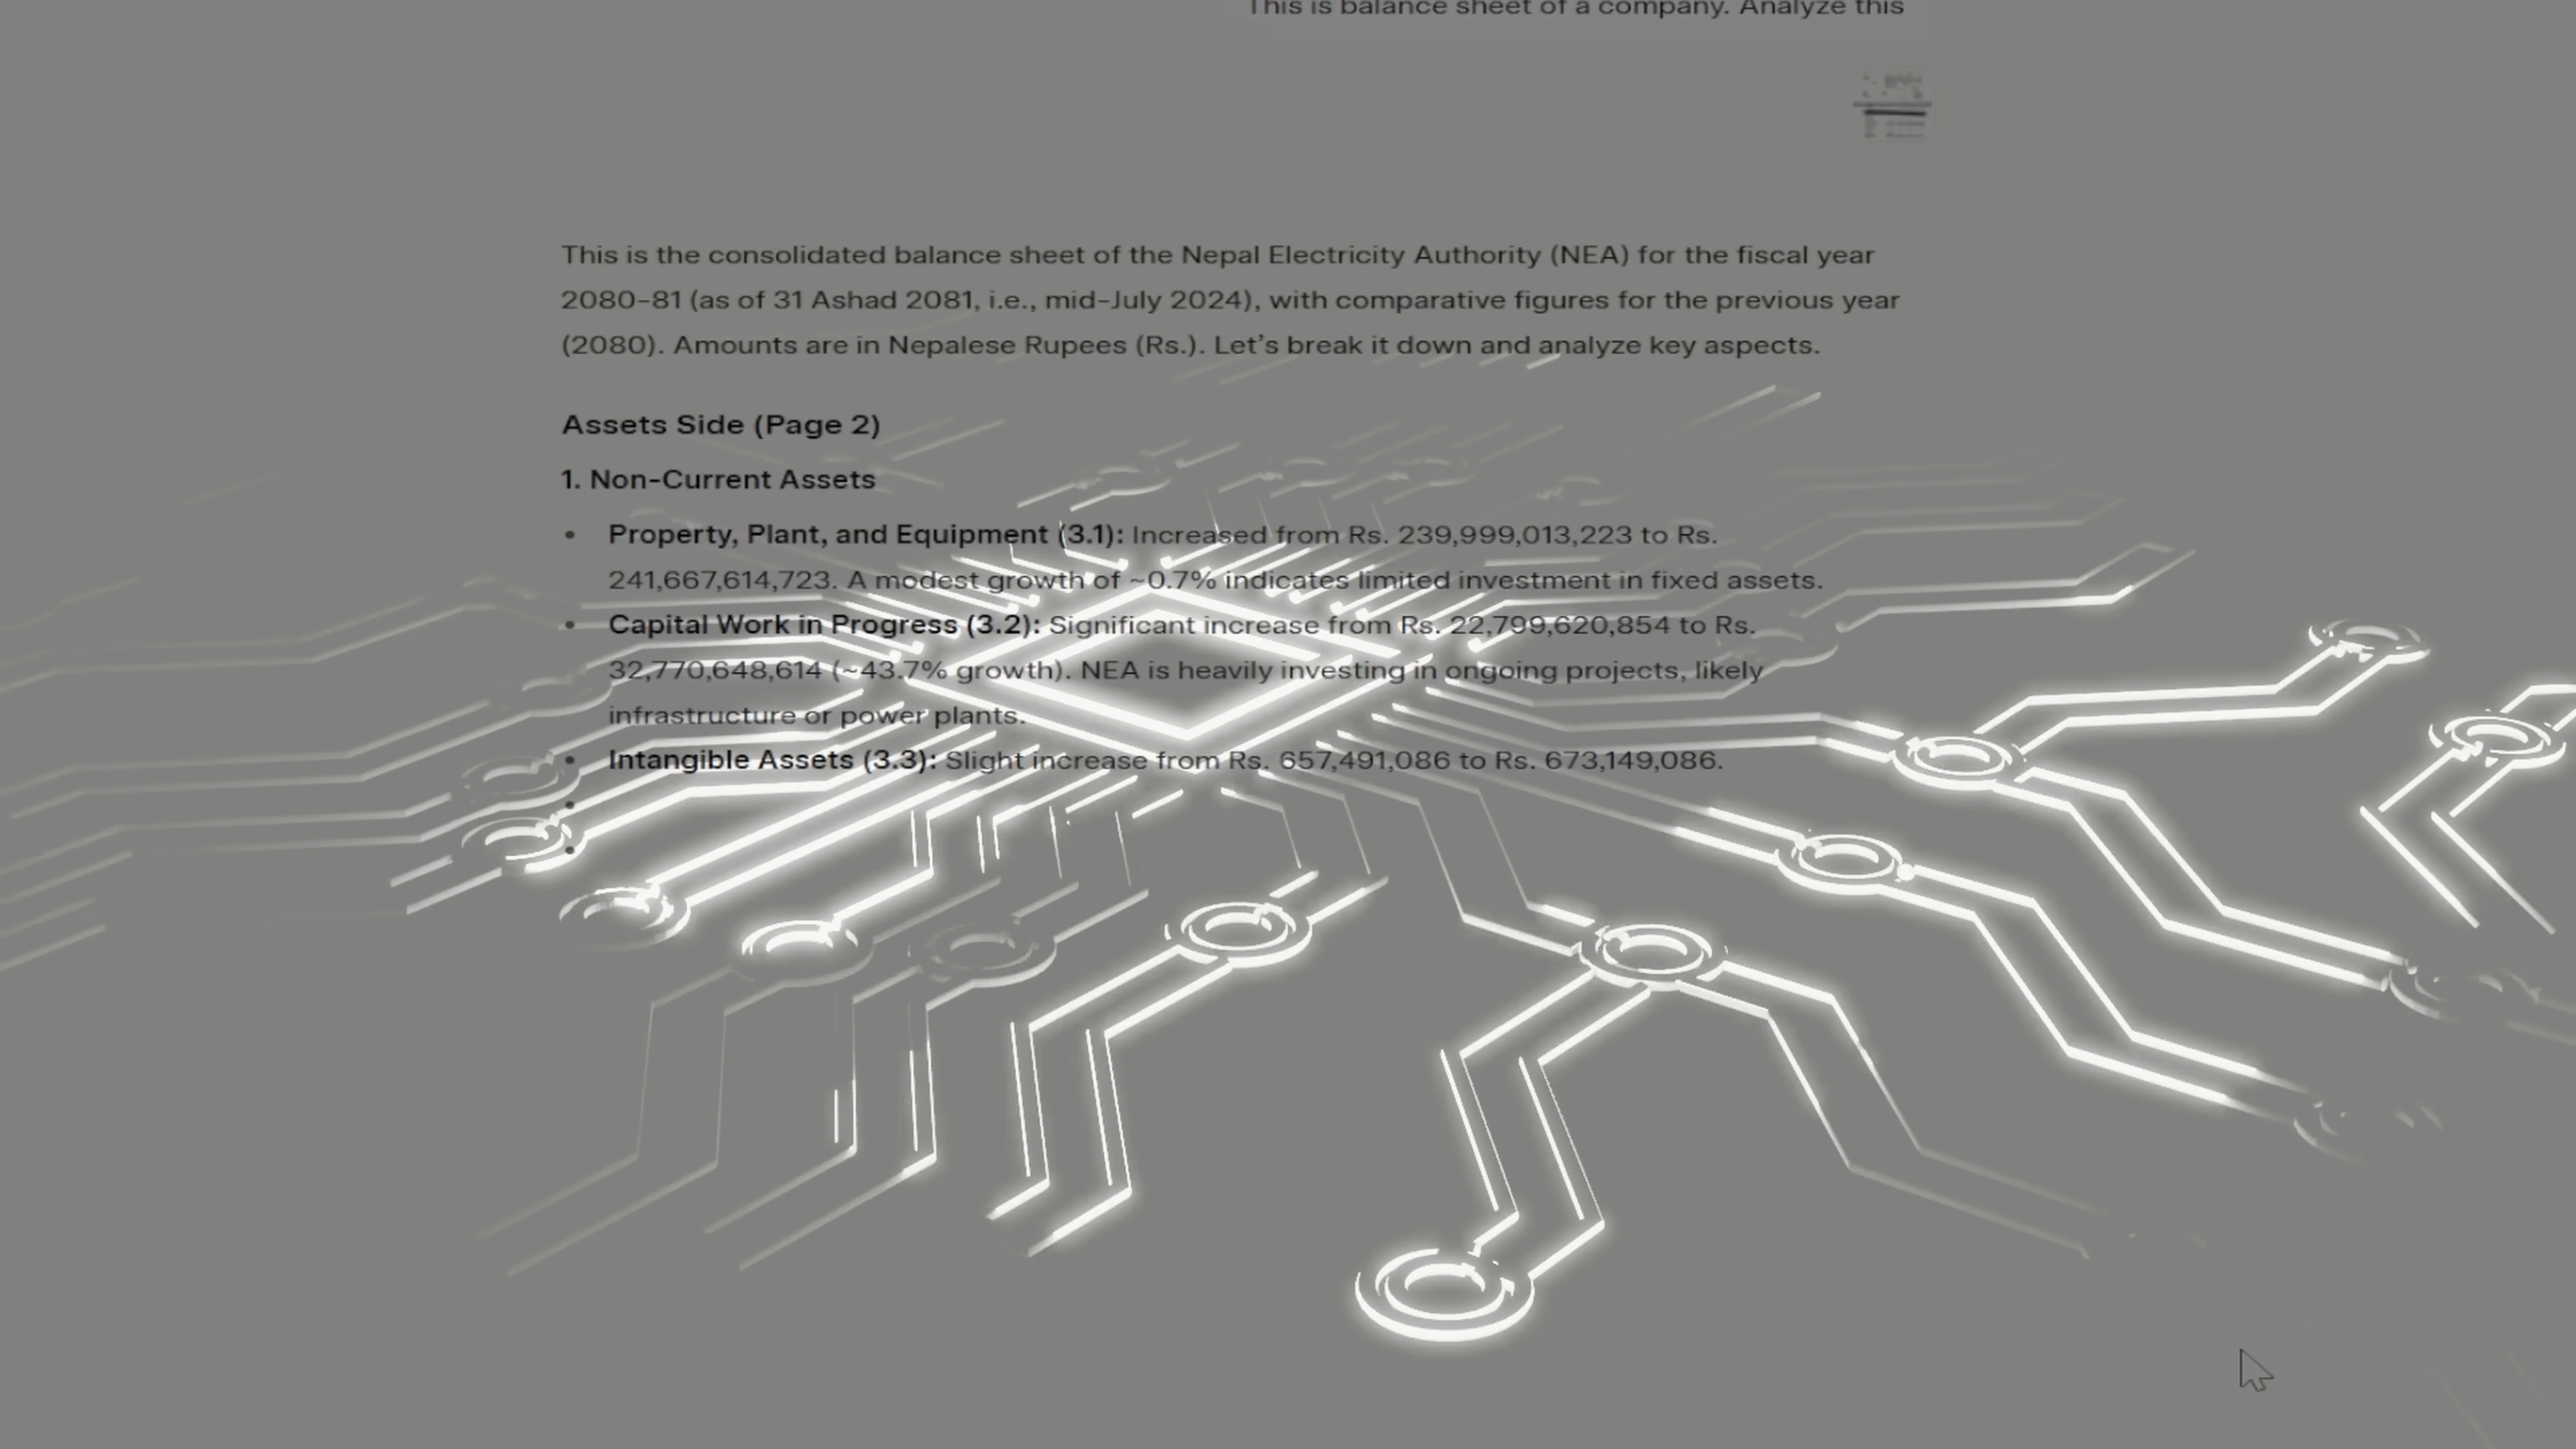 This is balance sheet of a company. Analyze this
This is the consolidated balance sheet of the Nepal Electricity Authority (NEA) for the fiscal year
2080-81 (as of 31 Ashad 2081, i.e., mid-July 2024), with comparative figures for the previous year
(2080). Amounts are in Nepalese Rupees (Rs.). Let's break it down and analyze key aspects.
Assets Side (Page 2)
1. Non-Current Assets
• Property, Plant, and Equipment (3.1): Increased from Rs. 239,999,013,223 to Rs.
241,667,614,723. A modest growth of ~0.7% indicates limited investment in fixed assets.
• Capital Work in Progress (3.2): Significant increase from Rs. 22,799,620,854 to Rs.
32,770,648,614 (~43.7% growth). NEA is heavily investing in ongoing projects, likely
infrastructure or power plants.
• Intangible Assets (3.3): Slight increase from Rs. 657,491,086 to Rs. 673,149,086.